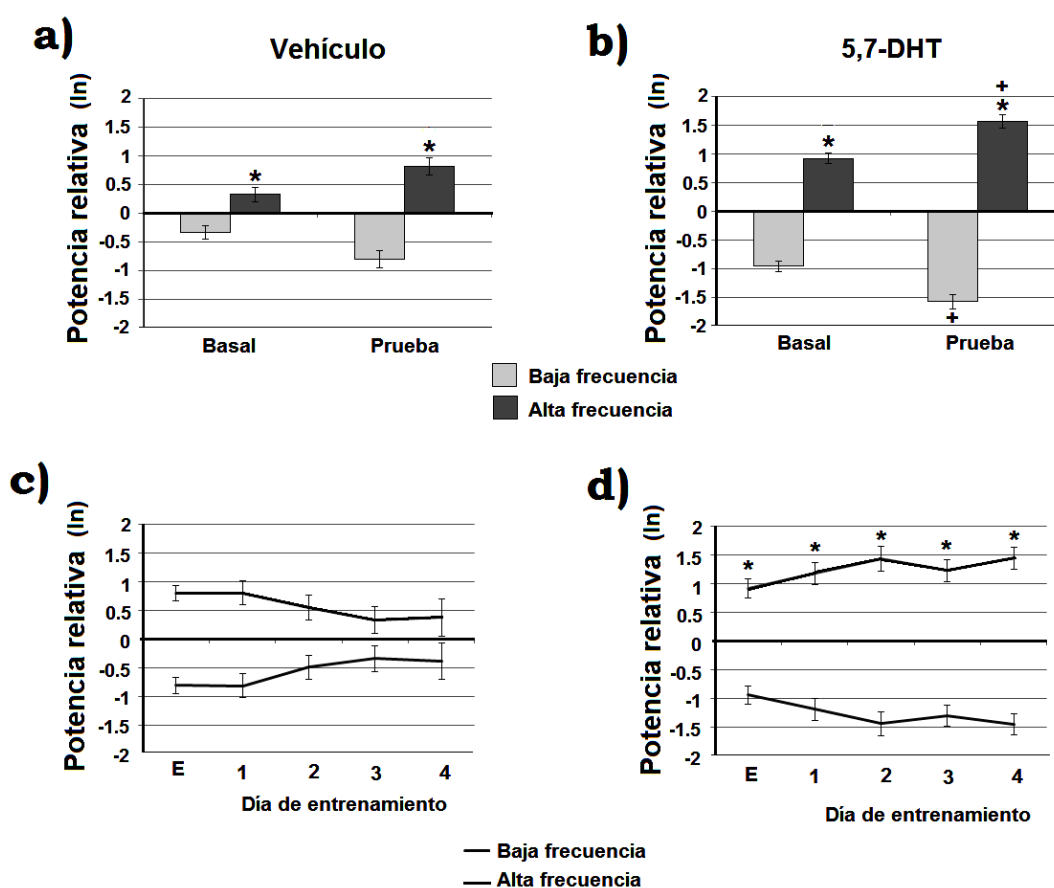 a)
Vehículo
Potencia relativa (ln)
2
1.5
1
0.5
0
-0.5
-1
-1.5
-2
*
*
Basal
Prueba
b)
5,7-DHT
Potencia relativa (ln)
2
1.5
1
0.5
0
-0.5
-1
-1.5
-2
*
+
*
+
Basal
Prueba
Baja frecuencia
Alta frecuencia
c)
Potencia relativa (ln)
2
1.5
1
0.5
0
-0.5
-1
-1.5
-2
E 1 2 3 4
Día de entrenamiento
d)
Potencia relativa (ln)
2
1.5
1
0.5
0
-0.5
-1
-1.5
-2
* * * * *
E 1 2 3 4
Día de entrenamiento
Baja frecuencia
Alta frecuencia